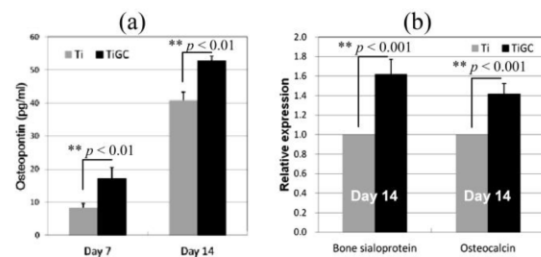 (a)
Ti TiGC
Osteopontin (pg/ml)
60
50
40
30
20
10
0
** p < 0.01
** p < 0.01
Day 7 Day 14
(b)
Ti TiGC
Relative expression
1.8
1.6
1.4
1.2
1.0
0.8
0.6
0.4
0.2
0.0
** p < 0.001
** p < 0.001
Day 14 Day 14
Bone sialoprotein Osteocalcin